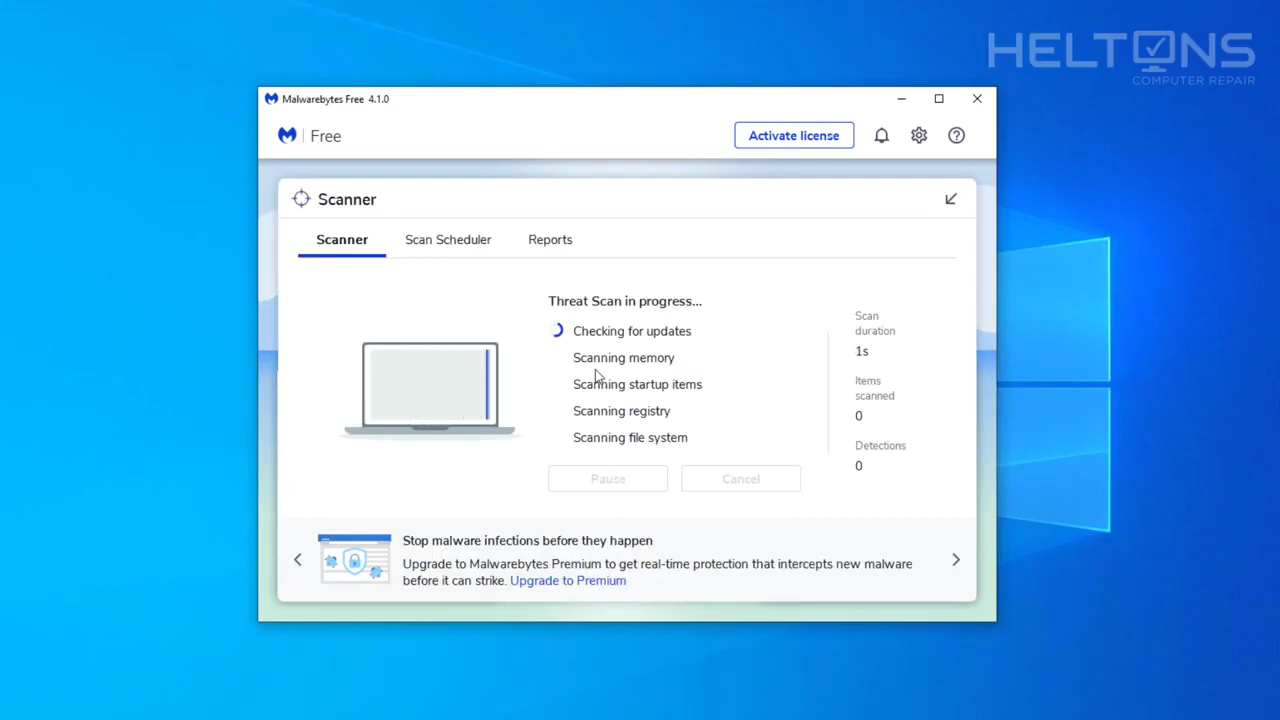 HELTONS
COMPUTER REPAIR
Malwarebytes Free 4.1.0
Free
Activate license
Scanner
Scanner
Scan Scheduler
Reports
Threat Scan in progress...
Checking for updates
Scanning memory
Scanning startup items
Scanning registry
Scanning file system
Pause
Cancel
Scan
duration
1s
Items
scanned
0
Detections
0
Stop malware infections before they happen
Upgrade to Malwarebytes Premium to get real-time protection that intercepts new malware
before it can strike. Upgrade to Premium